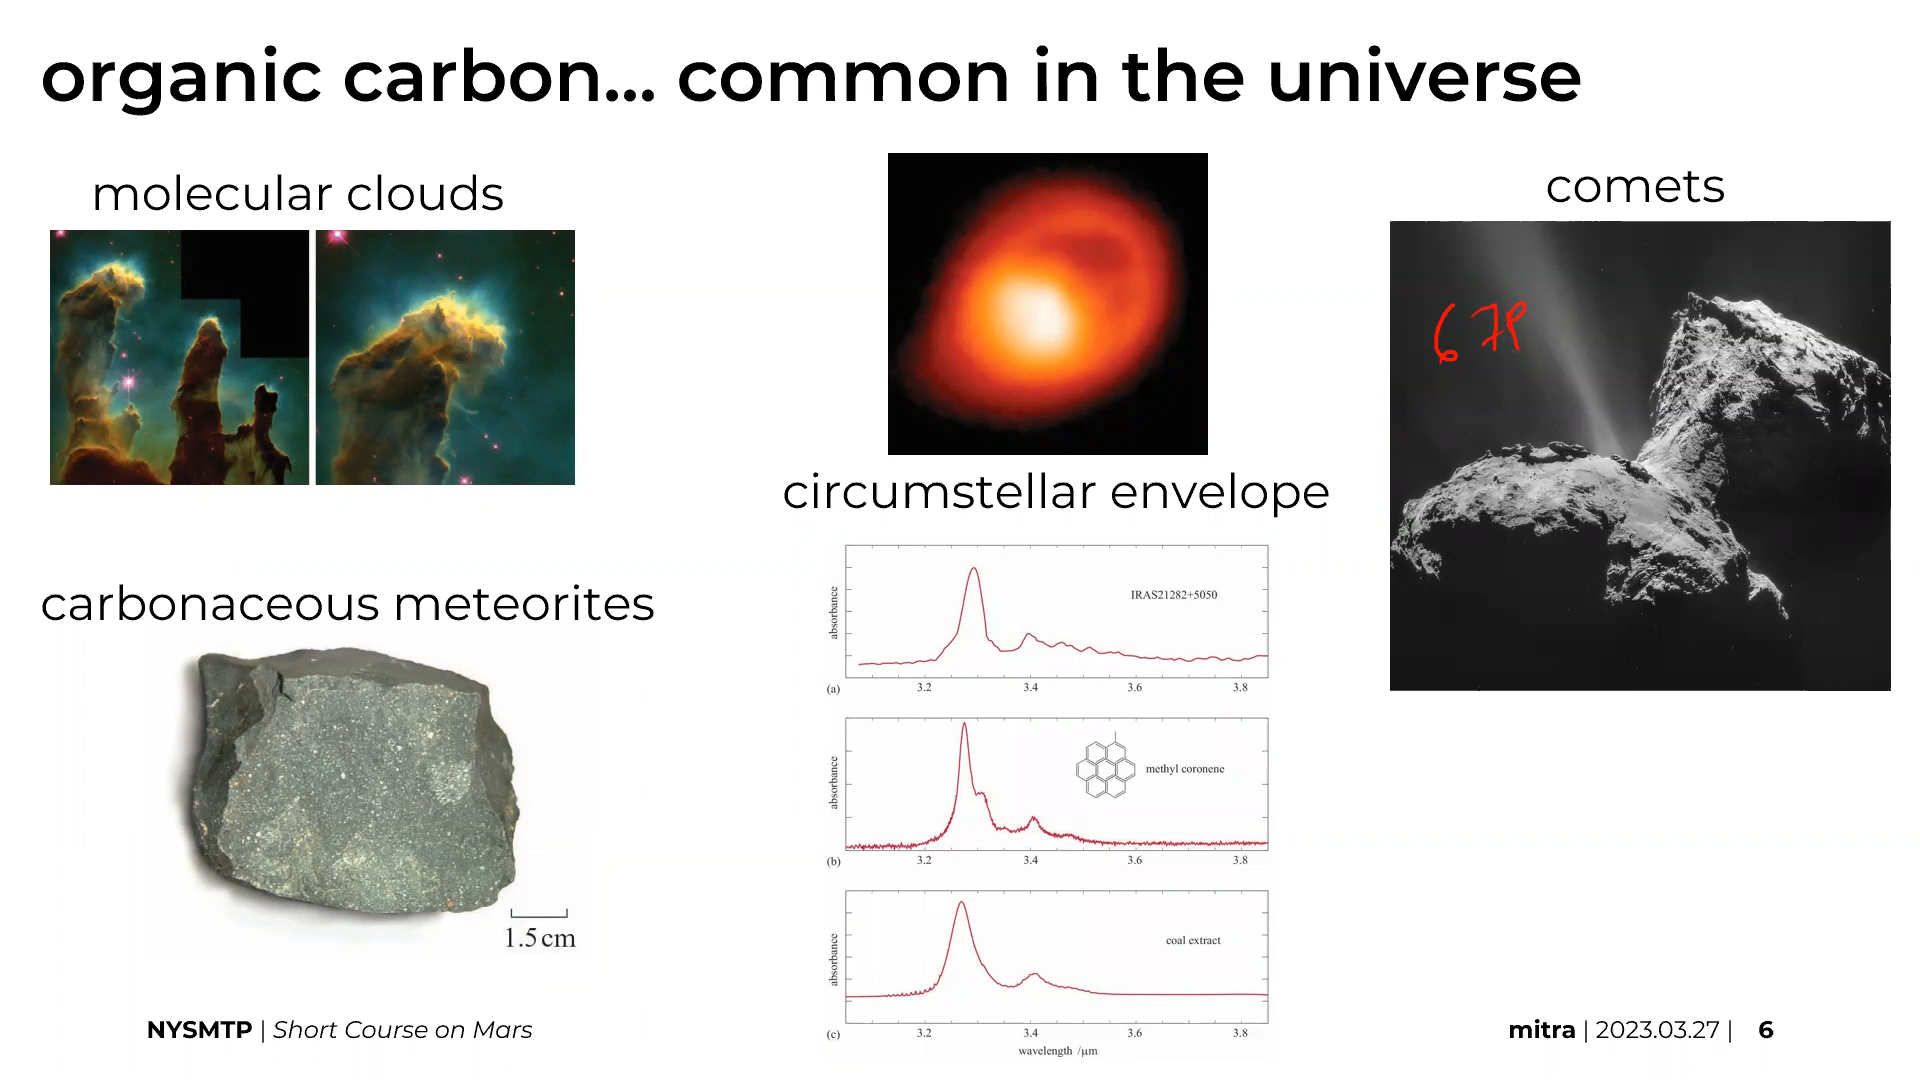 organic carbon... common in the universe
molecular clouds
carbonaceous meteorites
1.5 cm
circumstellar envelope
absorbance
IRAS21282+5050
(a)
3.2 3.4 3.6 3.8
absorbance
methyl coronene
(b)
3.2 3.4 3.6 3.8
absorbance
coal extract
(c)
3.2 3.4 3.6 3.8
wavelength /μm
comets
67P
NYSMTP | Short Course on Mars
mitra | 2023.03.27 | 6